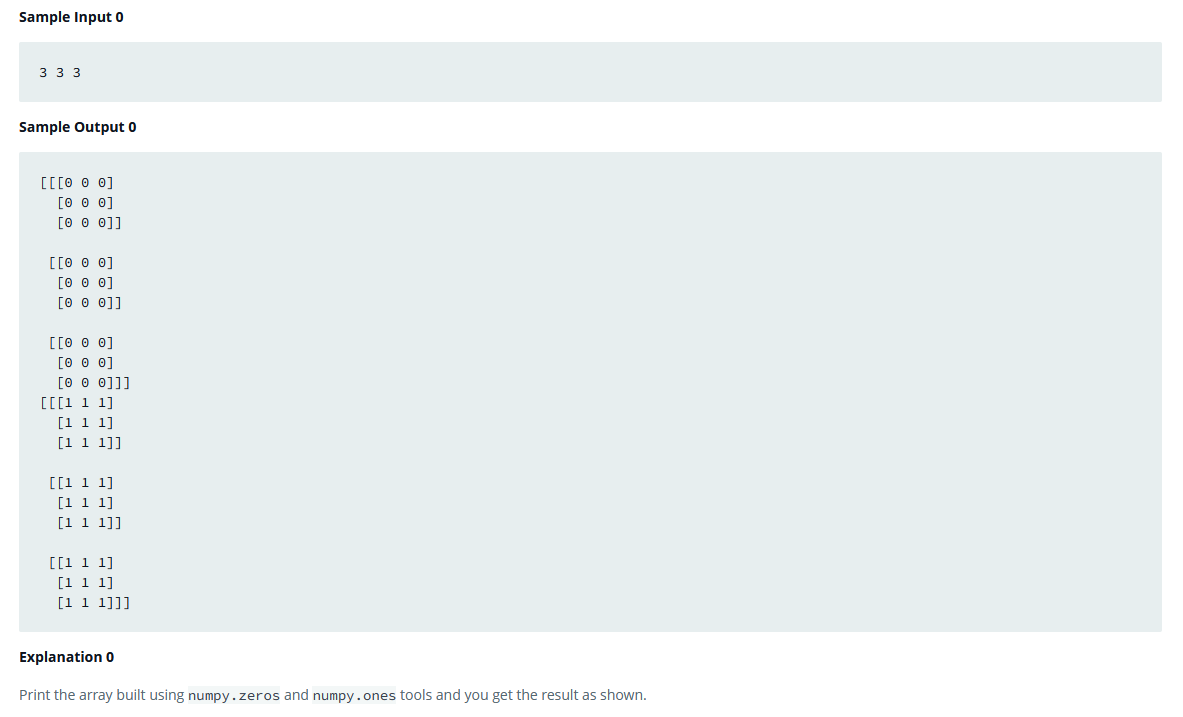 Sample Input 0
3 3 3
Sample Output 0
[[[0 0 0]
  [0 0 0]
  [0 0 0]]

 [[0 0 0]
  [0 0 0]
  [0 0 0]]

 [[0 0 0]
  [0 0 0]
  [0 0 0]]]
[[[1 1 1]
  [1 1 1]
  [1 1 1]]

 [[1 1 1]
  [1 1 1]
  [1 1 1]]

 [[1 1 1]
  [1 1 1]
  [1 1 1]]]
Explanation 0
Print the array built using numpy.zeros and numpy.ones tools and you get the result as shown.